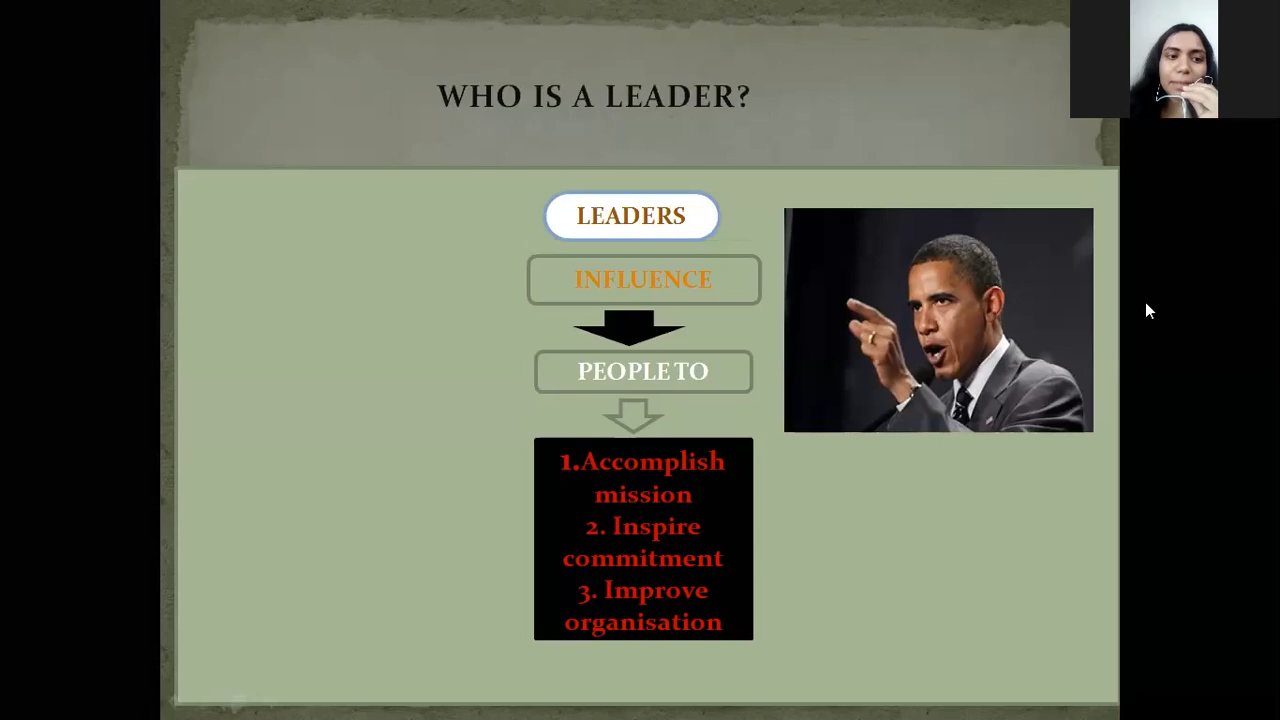 WHO IS A LEADER?
LEADERS
INFLUENCE
PEOPLE TO
1.Accomplish
mission
2. Inspire
commitment
3. Improve
organisation